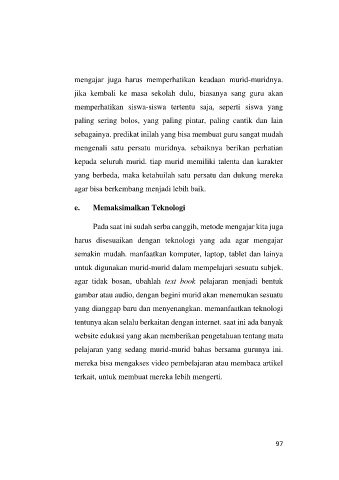 mengajar juga harus memperhatikan keadaan murid-muridnya.
jika kembali ke masa sekolah dulu, biasanya sang guru akan
memperhatikan siswa-siswa tertentu saja, seperti siswa yang
paling sering bolos, yang paling pintar, paling cantik dan lain
sebagainya. predikat inilah yang bisa membuat guru sangat mudah
mengenali satu persatu muridnya. sebaiknya berikan perhatian
kepada seluruh murid. tiap murid memiliki talenta dan karakter
yang berbeda, maka ketahuilah satu persatu dan dukung mereka
agar bisa berkembang menjadi lebih baik.
e. Memaksimalkan Teknologi
Pada saat ini sudah serba canggih, metode mengajar kita juga
harus disesuaikan dengan teknologi yang ada agar mengajar
semakin mudah. manfaatkan komputer, laptop, tablet dan lainya
untuk digunakan murid-murid dalam mempelajari sesuatu subjek.
agar tidak bosan, ubahlah text book pelajaran menjadi bentuk
gambar atau audio, dengan begini murid akan menemukan sesuatu
yang dianggap baru dan menyenangkan. memanfaatkan teknologi
tentunya akan selalu berkaitan dengan internet. saat ini ada banyak
website edukasi yang akan memberikan pengetahuan tentang mata
pelajaran yang sedang murid-murid bahas bersama gurunya ini.
mereka bisa mengakses video pembelajaran atau membaca artikel
terkait, untuk membuat mereka lebih mengerti.
97